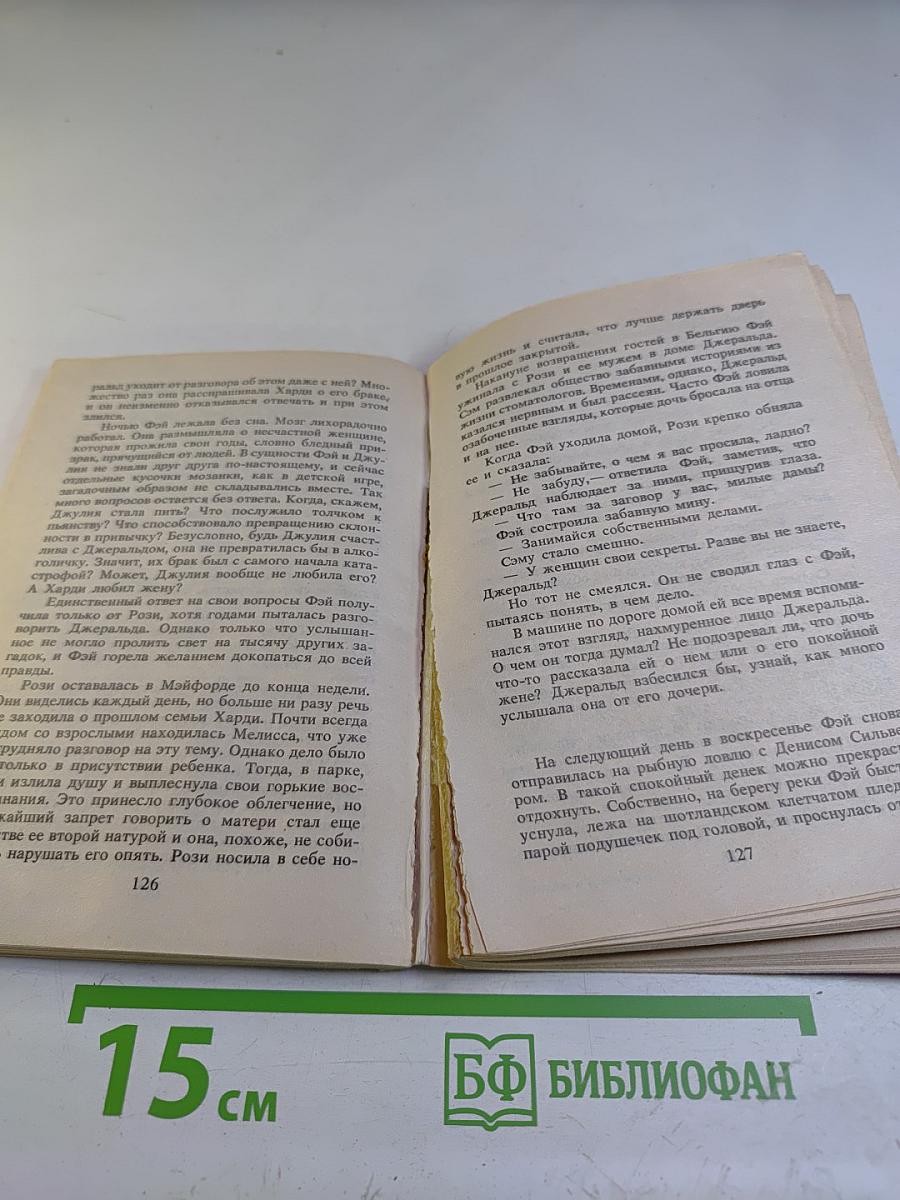 ральд уходит от разговора об этом даже с ней? Мно-
жество раз она расспрашивала Харди о его браке,
и он неизменно отказывался отвечать и при этом
злился.
Ночью Фэй лежала без сна. Мозг лихорадочно
работал. Она размышляла о несчастной женщине,
которая прожила свои годы, словно бледный при-
зрак, прячущийся от людей. В сущности Фэй и Джу-
лия не знали друг друга по-настоящему, и сейчас
отдельные кусочки мозаики, как в детской игре,
загадочным образом не складывались вместе. Так
много вопросов остается без ответа. Когда, скажем,
Джулия стала пить? Что послужило толчком к
пьянству? Что способствовало превращению склон-
ности в привычку? Безусловно, будь Джулия счаст-
лива с Джеральдом, она не превратилась бы в алко-
голичку. Значит, их брак был с самого начала ката-
строфой? Может, Джулия вообще не любила его?
А Харди любил жену?
Единственный ответ на свои вопросы Фэй полу-
чила только от Рози, хотя годами пыталась разго-
ворить Джеральда. Однако только что услышан-
ное не могло пролить свет на тысячу других за-
гадок, и Фэй горела желанием докопаться до всей
правды.
Рози оставалась в Мэйфорде до конца недели.
Они виделись каждый день, но больше ни разу речь
е заходила о прошлом семьи Харди. Почти всегда
дом со взрослыми находилась Мелисса, что уже
рудняло разговор на эту тему. Однако дело было
только в присутствии ребенка. Тогда, в парке,
и излила душу и выплеснула свои горькие вос-
инания. Это принесло глубокое облегчение, но
жайший запрет говорить о матери стал еще
стве ее второй натурой и она, похоже, не соби-
ь нарушать его опять. Рози носила в себе но-
126
вую жизнь и считала, что лучше держать дверь
в прошлое закрытой.
Накануне возвращения гостей в Бельгию Фэй
ужинала с Рози и ее мужем в доме Джеральда.
Сэм развлекал общество забавными историями из
жизни стоматологов. Временами, однако, Джеральд
казался нервным и был рассеян. Часто Фэй ловила
озабоченные взгляды, которые дочь бросала на отца
и на нее.
Когда Фэй уходила домой, Рози крепко обняла
ее и сказала:
— Не забывайте, о чем я вас просила, ладно?
— Не забуду,— ответила Фэй, заметив, что
Джеральд наблюдает за ними, прищурив глаза.
— Что там за заговор у вас, милые дамы?
Фэй состроила забавную мину.
— Занимайся собственными делами.
Сэму стало смешно.
— У женщин свои секреты. Разве вы не знаете,
Джеральд?
Но тот не смеялся. Он не сводил глаз с Фэй,
пытаясь понять, в чем дело.
В машине по дороге домой ей все время вспоми-
нался этот взгляд, нахмуренное лицо Джеральда.
О чем он тогда думал? Не подозревал ли, что дочь
что-то рассказала ей о нем или о его покойной
жене? Джеральд взбесился бы, узнай, как много
услышала она от его дочери.
На следующий день в воскресенье Фэй снова
отправилась на рыбную ловлю с Денисом Сильве
ром. В такой спокойный денек можно прекрас
отдохнуть. Собственно, на берегу реки Фэй быст
уснула, лежа на шотландском клетчатом плед
парой подушечек под головой, и проснулась от
127
15 см
БФ БИБЛИОФАН